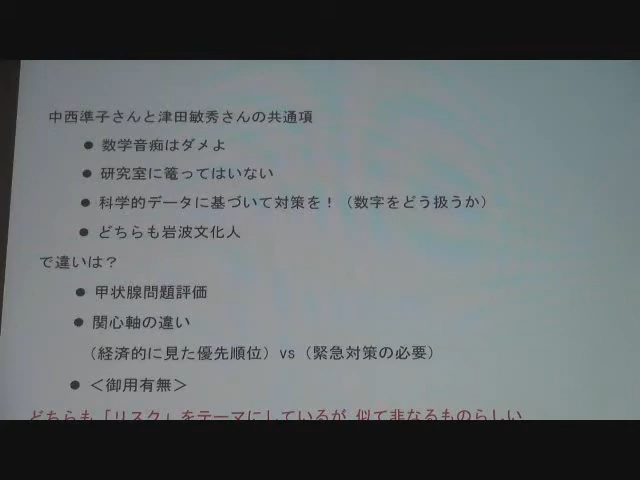 中西準子さんと津田敏秀さんの共通項
● 数学音痴はダメよ
● 研究室に篭ってはいない
● 科学的データに基づいて対策を！（数字をどう扱うか）
● どちらも岩波文化人
で違いは？
● 甲状腺問題評価
● 関心軸の違い
（経済的に見た優先順位）vs（緊急対策の必要）
● ＜御用有無＞
どちらも「リスク」をテーマにしているが 似て非なるものらしい